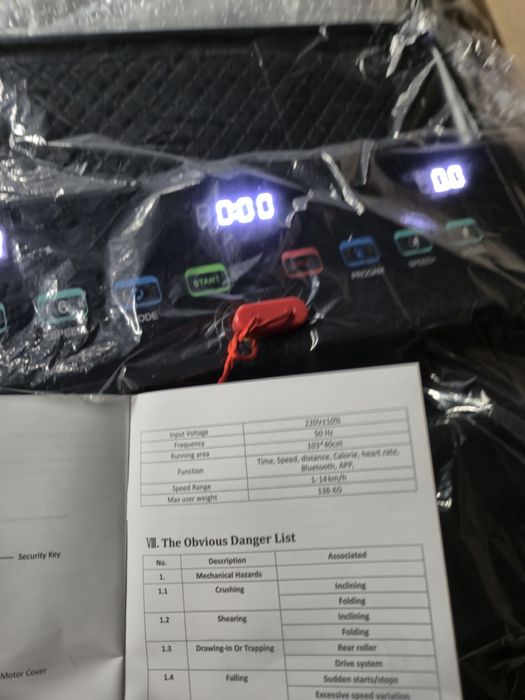 0:00
0.0
START
ODE
PROGAM
SPEED+
Input Voltage 220V±10%
Frequency 50 Hz
Running area 103*40cm
Function Time, Speed, distance, Calorie, heart rate,
Bluetooth, APP,
Speed Range 1-14km/h
Max user weight 136 KG
Security Key
Motor Cover
Ⅷ. The Obvious Danger List
No. Description Associated
1. Mechanical Hazards
1.1 Crushing Inclining
Folding
1.2 Shearing Inclining
Folding
1.3 Drawing-in Or Trapping Rear roller
Drive system
1.4 Falling Sudden starts/stops
Excessive speed variation